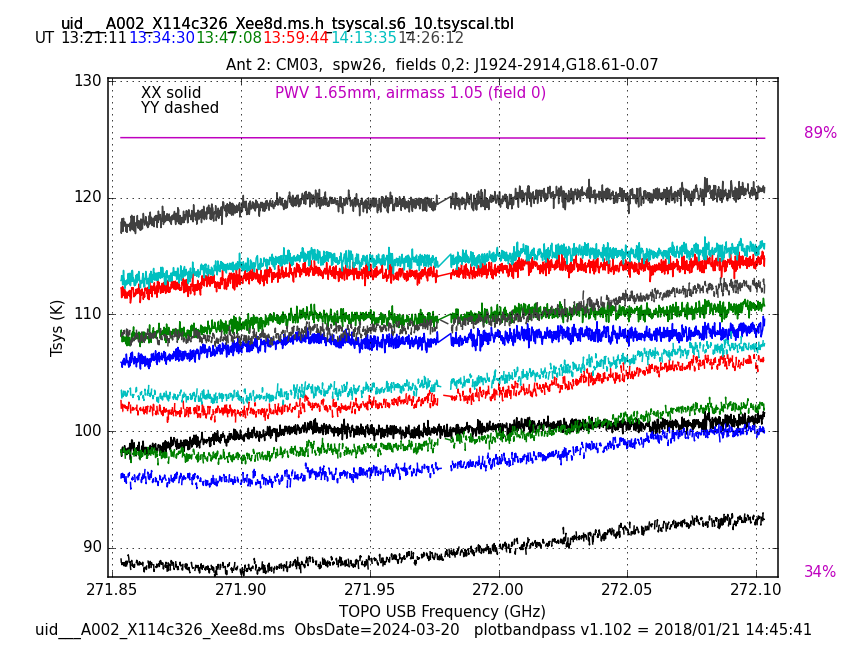 uid___A002_X114c326_Xee8d.ms.h_tsyscal.s6_10.tsyscal.tbl
UT 13:21:11 13:34:30 13:47:08 13:59:44 14:13:35 14:26:12
Ant 2: CM03,  spw26,  fields 0,2: J1924-2914,G18.61-0.07
XX solid
YY dashed
PWV 1.65mm, airmass 1.05 (field 0)
89%
34%
130
120
110
100
90
Tsys (K)
271.85 271.90 271.95 272.00 272.05 272.10
TOPO USB Frequency (GHz)
uid___A002_X114c326_Xee8d.ms  ObsDate=2024-03-20   plotbandpass v1.102 = 2018/01/21 14:45:41